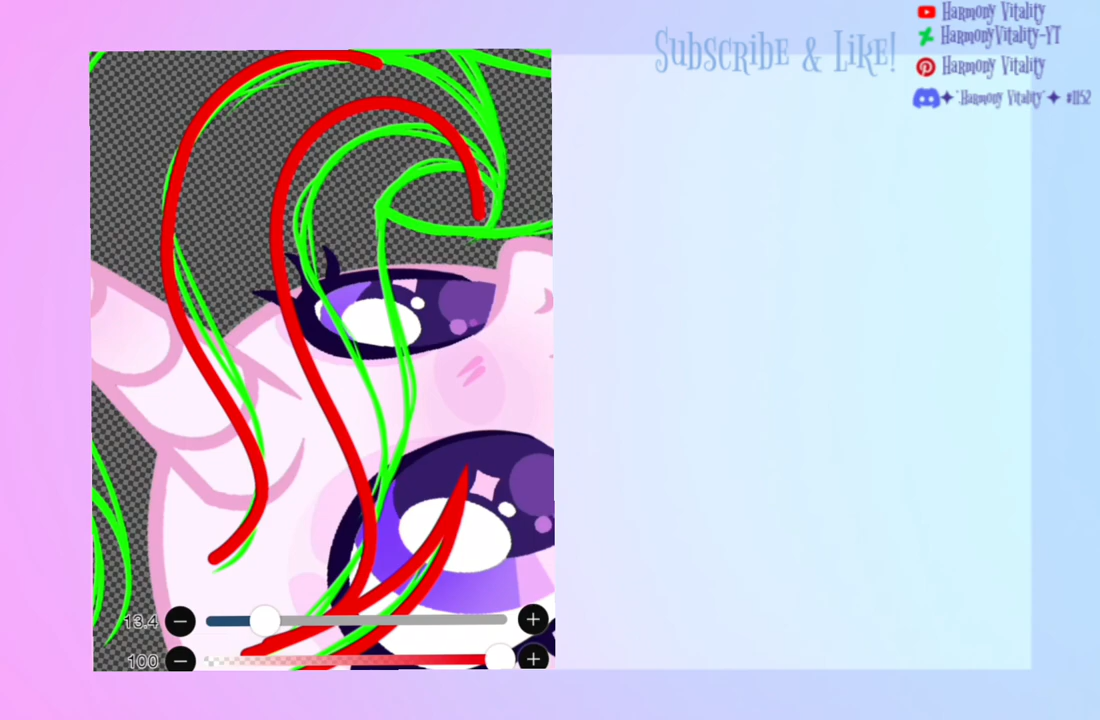 Subscribe & Like!
Harmony Vitality
HarmonyVitality-YT
Harmony Vitality
✦˚.Harmony Vitality˚✦ #1152
13.4
100